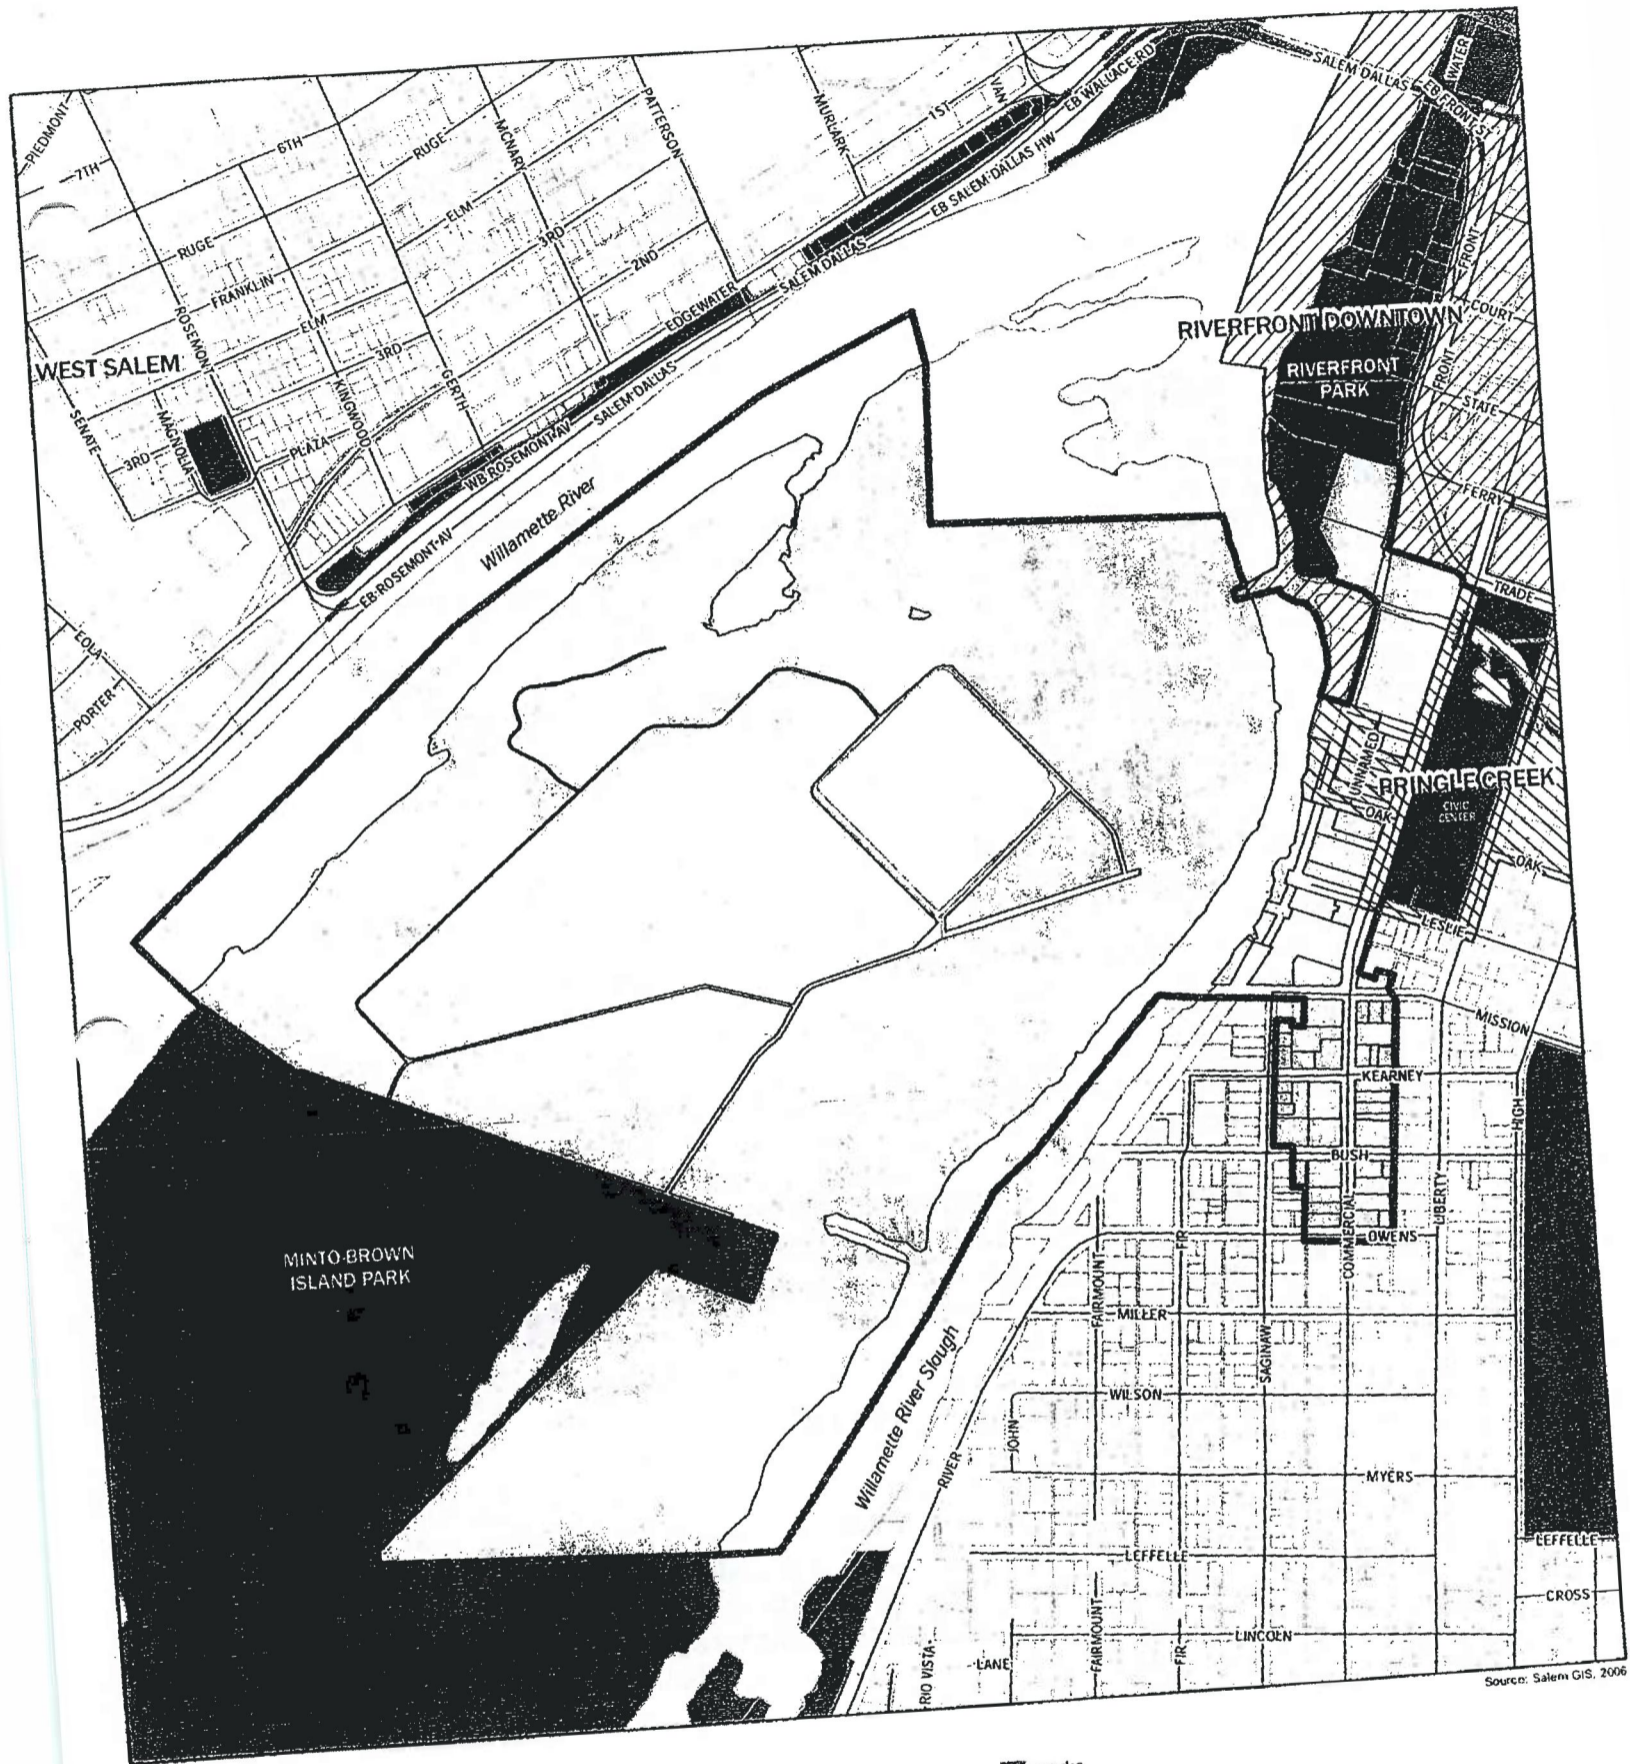 PIEDMONT
7TH
6TH
RUGE
MCNARY
PATTERSON
MURLARK
1ST
VAN
EB WALLACE RD
SALEM DALLAS
WATER
EB FRONT ST
EB SALEM-DALLAS HW
RUGE
FRANKLIN
ELM
ELM
3RD
2ND
3RD
SALEM DALLAS
EDGEWATER
FRONT
COURT
RIVERFRONT DOWNTOWN
RIVERFRONT
PARK
FRONT
STATE
WEST SALEM
ROSEMONT
SENATE
MAGNOLIA
KINGWOOD
GERTH
3RD
PLAZA
SALEM DALLAS
WB ROSEMONT-AV
EB-ROSEMONT-AV
Willamette River
FERRY
TRADE
EOLA
PORTER
UNNAMED
PRINGLE CREEK
CIVIC
CENTER
OAK
OAK
LESLIE
MISSION
KEARNEY
HIGH
BUSH
LIBERTY
COMMERCIAL
OWENS
FIR
FAIRMOUNT
MILLER
SAGINAW
MINTO-BROWN
ISLAND PARK
Willamette River Slough
WILSON
JOHN
RIVER
MYERS
LEFFELLE
LEFFELLE
CROSS
FAIRMOUNT
FIR
LINCOLN
LANE
RIO VISTA
Source: Salem GIS, 2006